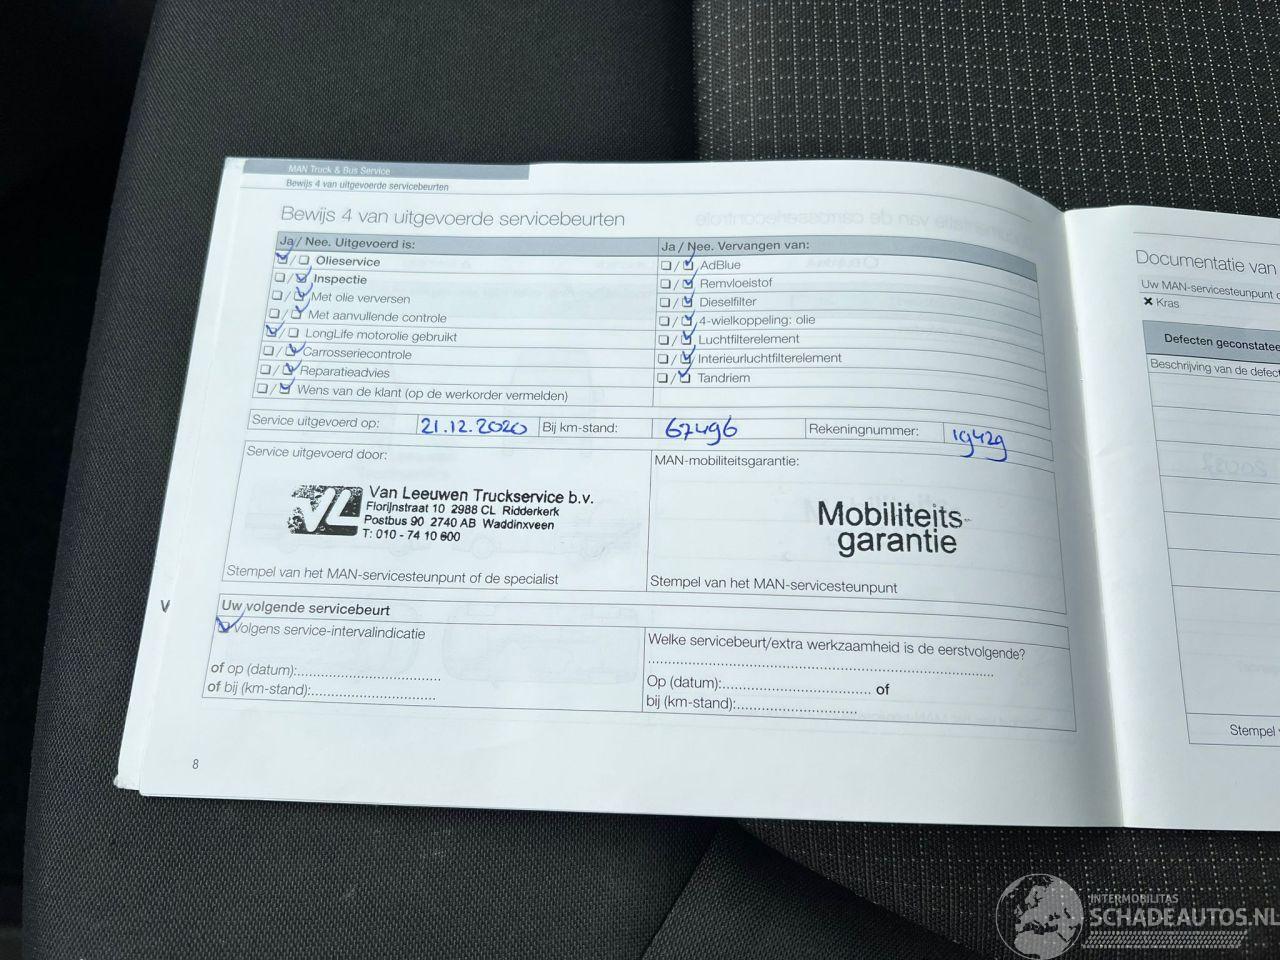 MAN Truck & Bus Service
Bewijs 4 van uitgevoerde servicebeurten
Bewijs 4 van uitgevoerde servicebeurten
Ja / Nee. Uitgevoerd is:
Olieservice
Inspectie
Met olie verversen
Met aanvullende controle
LongLife motorolie gebruikt
Carrosseriecontrole
Reparatieadvies
Wens van de klant (op de werkorder vermelden)
Ja / Nee. Vervangen van:
AdBlue
Remvloeistof
Dieselfilter
4-wielkoppeling: olie
Luchtfilterelement
Interieurluchtfilterelement
Tandriem
Service uitgevoerd op: 21.12.2020 Bij km-stand: 67496 Rekeningnummer: 19429
Service uitgevoerd door:
VL
Van Leeuwen Truckservice b.v.
Florijnstraat 10 2988 CL Ridderkerk
Postbus 90 2740 AB Waddinxveen
T: 010 - 74 10 600
Stempel van het MAN-servicesteunpunt of de specialist
MAN-mobiliteitsgarantie:
Mobiliteits-
garantie
Stempel van het MAN-servicesteunpunt
Uw volgende servicebeurt
Volgens service-intervalindicatie
of op (datum):
of bij (km-stand):
Welke servicebeurt/extra werkzaamheid is de eerstvolgende?
Op (datum): of
bij (km-stand):
8
Documentatie van
Uw MAN-servicesteunpunt
Kras
Defecten geconstatee
Beschrijving van de defect
Stempel
INTERMOBILITAS
SCHADEAUTOS.NL